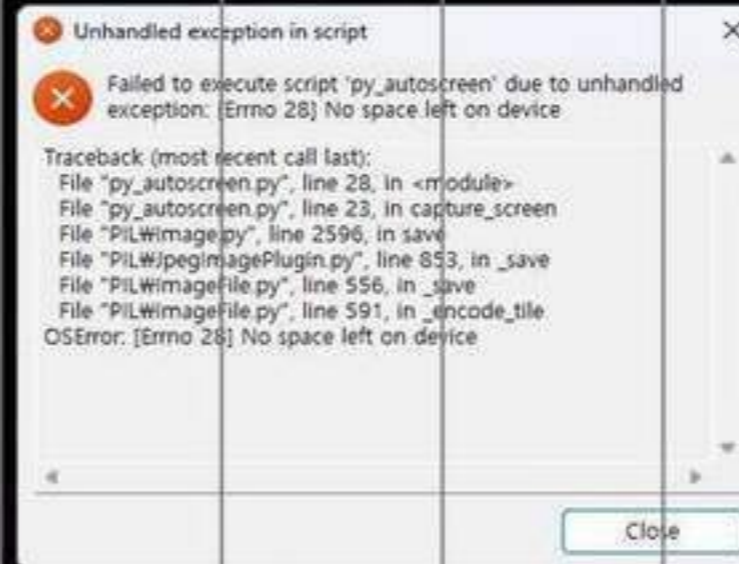 Unhandled exception in script
Failed to execute script 'py_autoscreen' due to unhandled
exception: [Errno 28] No space left on device
Traceback (most recent call last):
File "py_autoscreen.py", line 28, in <module>
File "py_autoscreen.py", line 23, in capture_screen
File "PIL₩Image.py", line 2596, in save
File "PIL₩JpegImagePlugin.py", line 853, in _save
File "PIL₩ImageFile.py", line 556, in _save
File "PIL₩ImageFile.py", line 591, in _encode_tile
OSError: [Errno 28] No space left on device
Close